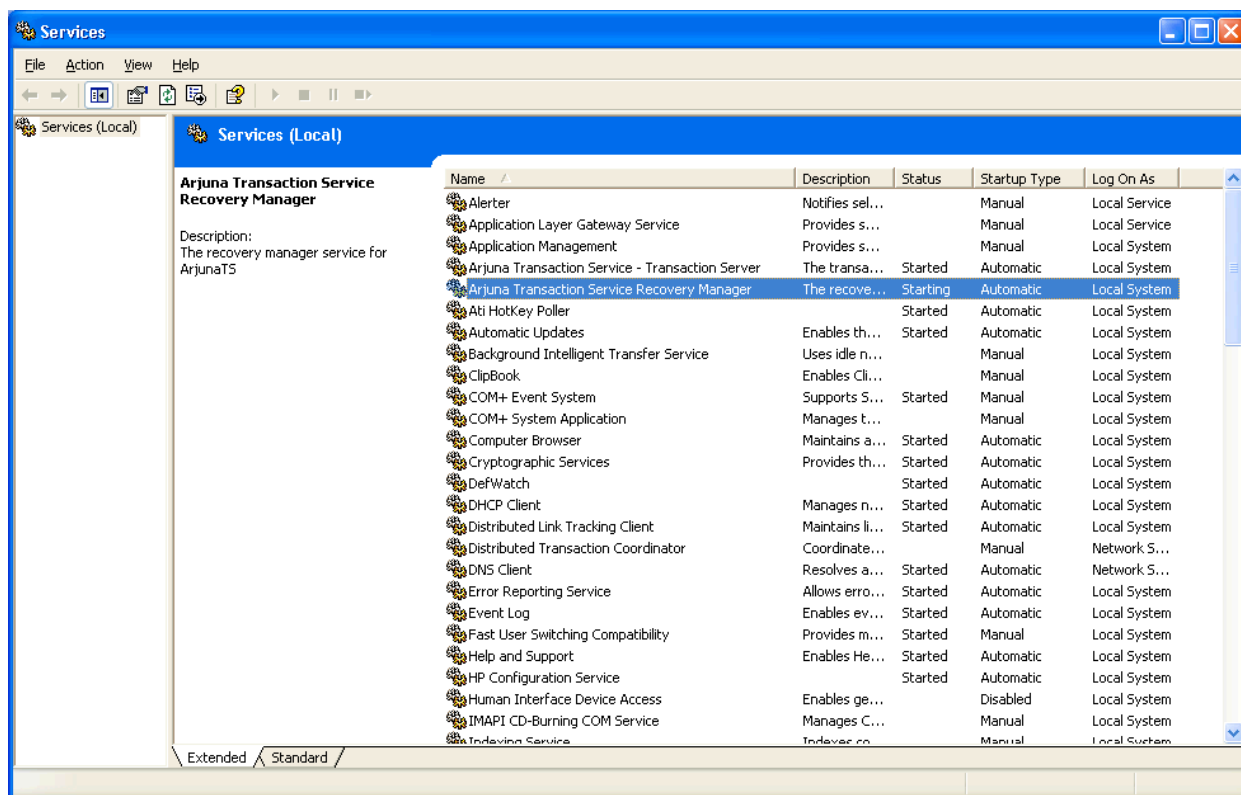 Services
File Action View Help
Services (Local)
Services (Local)
Arjuna Transaction Service
Recovery Manager
Description:
The recovery manager service for
ArjunaTS
Name Description Status Startup Type Log On As
Alerter Notifies sel... Manual Local Service
Application Layer Gateway Service Provides s... Manual Local Service
Application Management Provides s... Manual Local System
Arjuna Transaction Service - Transaction Server The transa... Started Automatic Local System
Arjuna Transaction Service Recovery Manager The recove... Starting Automatic Local System
Ati HotKey Poller Started Automatic Local System
Automatic Updates Enables th... Started Automatic Local System
Background Intelligent Transfer Service Uses idle n... Manual Local System
ClipBook Enables Cli... Manual Local System
COM+ Event System Supports S... Started Manual Local System
COM+ System Application Manages t... Manual Local System
Computer Browser Maintains a... Started Automatic Local System
Cryptographic Services Provides th... Started Automatic Local System
DefWatch Started Automatic Local System
DHCP Client Manages n... Started Automatic Local System
Distributed Link Tracking Client Maintains li... Started Automatic Local System
Distributed Transaction Coordinator Coordinate... Manual Network S...
DNS Client Resolves a... Started Automatic Network S...
Error Reporting Service Allows erro... Started Automatic Local System
Event Log Enables ev... Started Automatic Local System
Fast User Switching Compatibility Provides m... Started Manual Local System
Help and Support Enables He... Started Automatic Local System
HP Configuration Service Started Automatic Local System
Human Interface Device Access Enables ge... Disabled Local System
IMAPI CD-Burning COM Service Manages C... Manual Local System
Indexing Service Indexes co... Manual Local System
Extended Standard